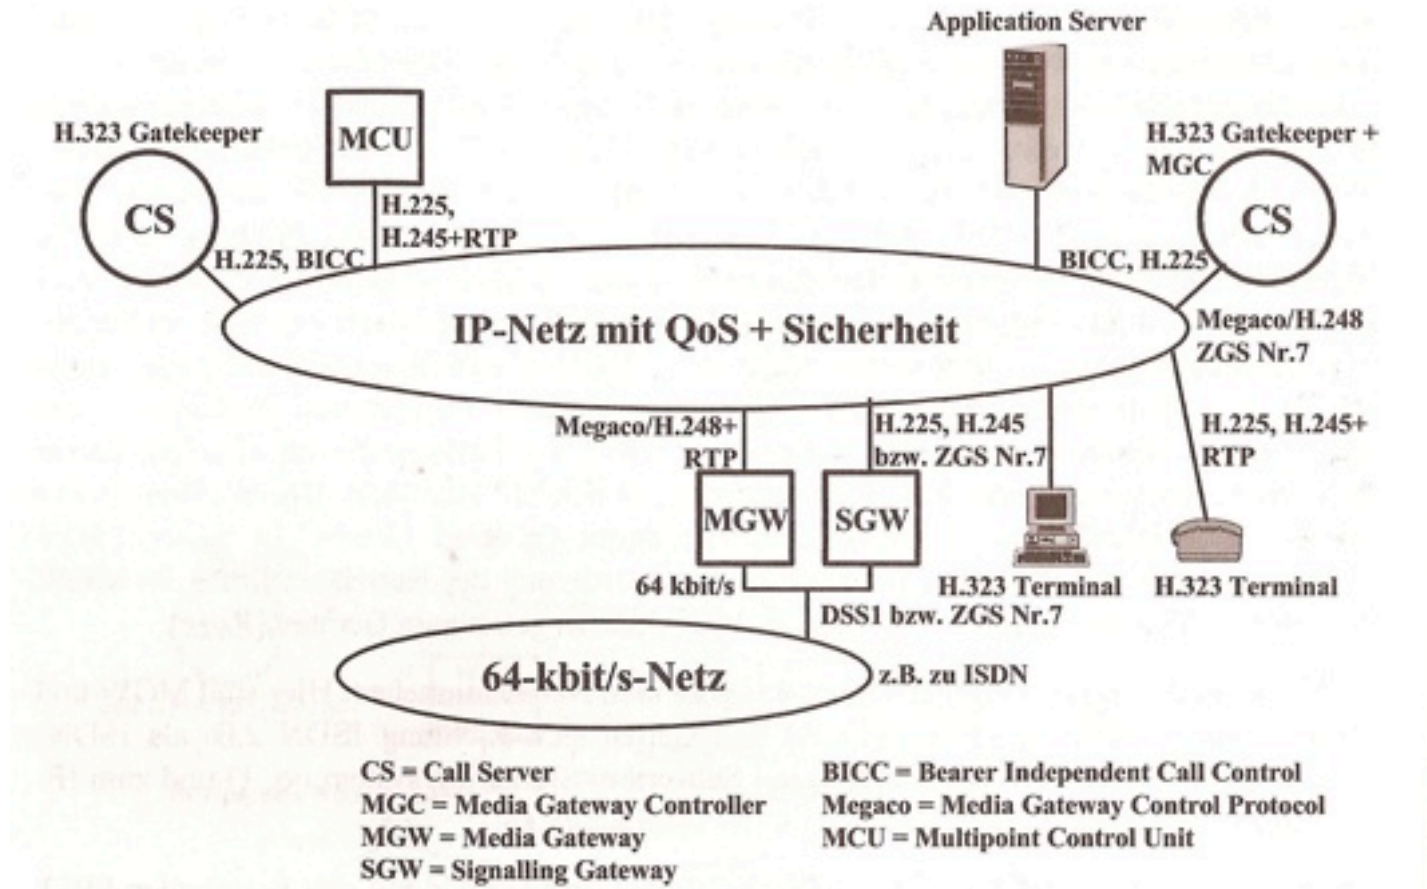 Application Server
H.323 Gatekeeper
MCU
H.323 Gatekeeper +
MGC
CS
CS
H.225,
H.245+RTP
H.225, BICC
BICC, H.225
IP-Netz mit QoS + Sicherheit
Megaco/H.248
ZGS Nr.7
Megaco/H.248+
RTP
H.225, H.245
bzw. ZGS Nr.7
H.225, H.245+
RTP
MGW
SGW
64 kbit/s
H.323 Terminal
H.323 Terminal
DSS1 bzw. ZGS Nr.7
64-kbit/s-Netz
z.B. zu ISDN
CS = Call Server
MGC = Media Gateway Controller
MGW = Media Gateway
SGW = Signalling Gateway
BICC = Bearer Independent Call Control
Megaco = Media Gateway Control Protocol
MCU = Multipoint Control Unit